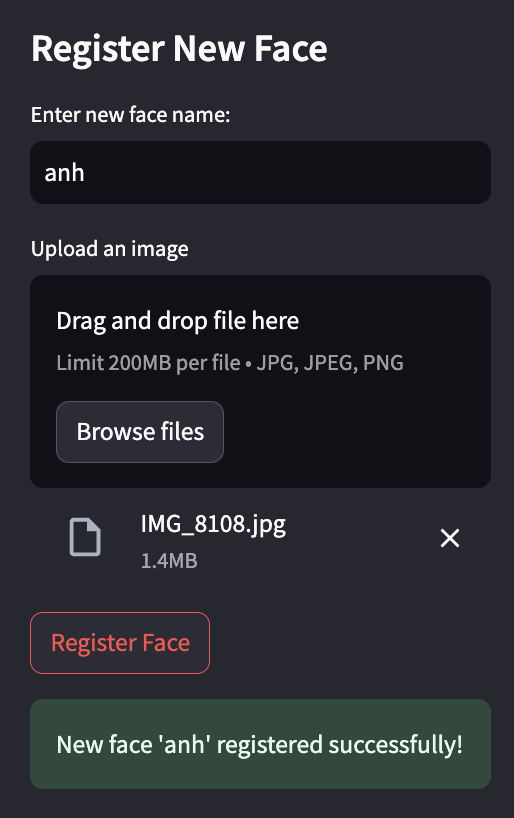 Register New Face
Enter new face name:
anh
Upload an image
Drag and drop file here
Limit 200MB per file • JPG, JPEG, PNG
Browse files
IMG_8108.jpg
1.4MB
Register Face
New face 'anh' registered successfully!